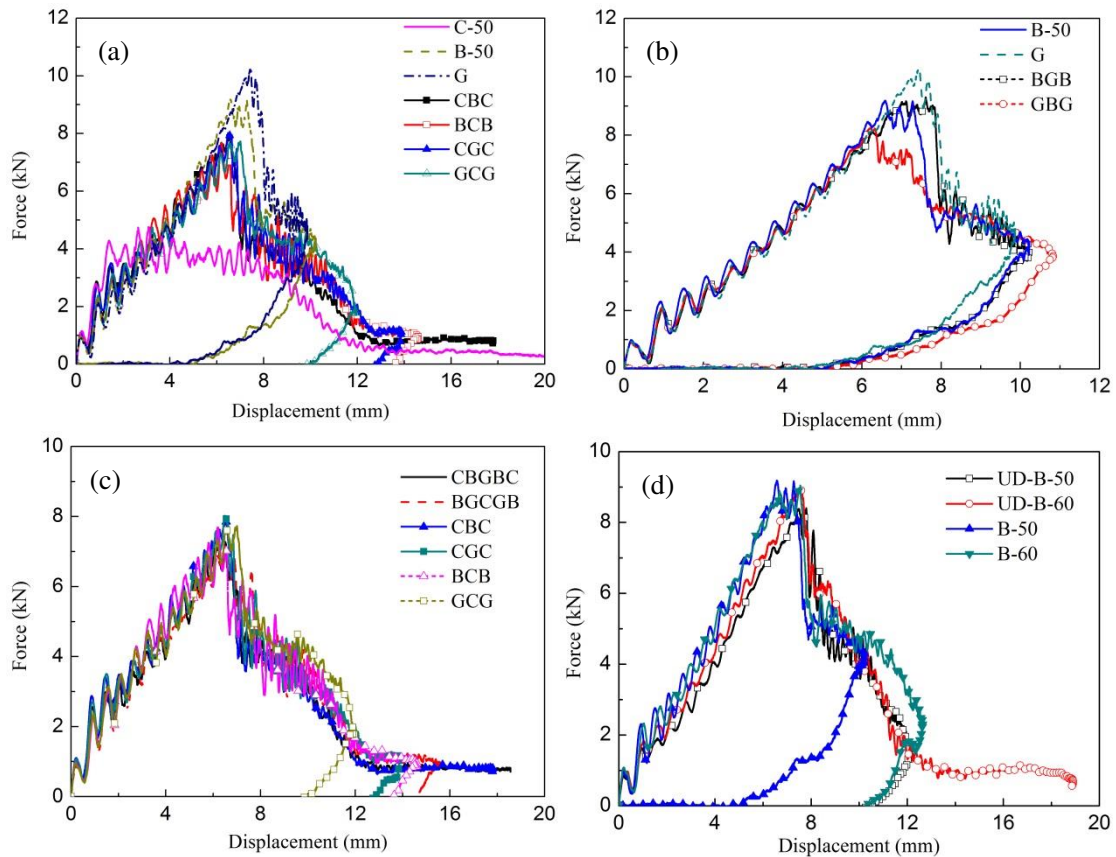 (a)
C-50
B-50
G
CBC
BCB
CGC
GCG
12
10
8
6
4
2
0
Force (kN)
0 4 8 12 16 20
Displacement (mm)
(b)
B-50
G
BGB
GBG
12
10
8
6
4
2
0
Force (kN)
0 2 4 6 8 10 12
Displacement (mm)
(c)
CBGBC
BGCGB
CBC
CGC
BCB
GCG
10
8
6
4
2
0
Force (kN)
0 4 8 12 16 20
Displacement (mm)
(d)
UD-B-50
UD-B-60
B-50
B-60
10
8
6
4
2
0
Force (kN)
0 4 8 12 16 20
Displacement (mm)